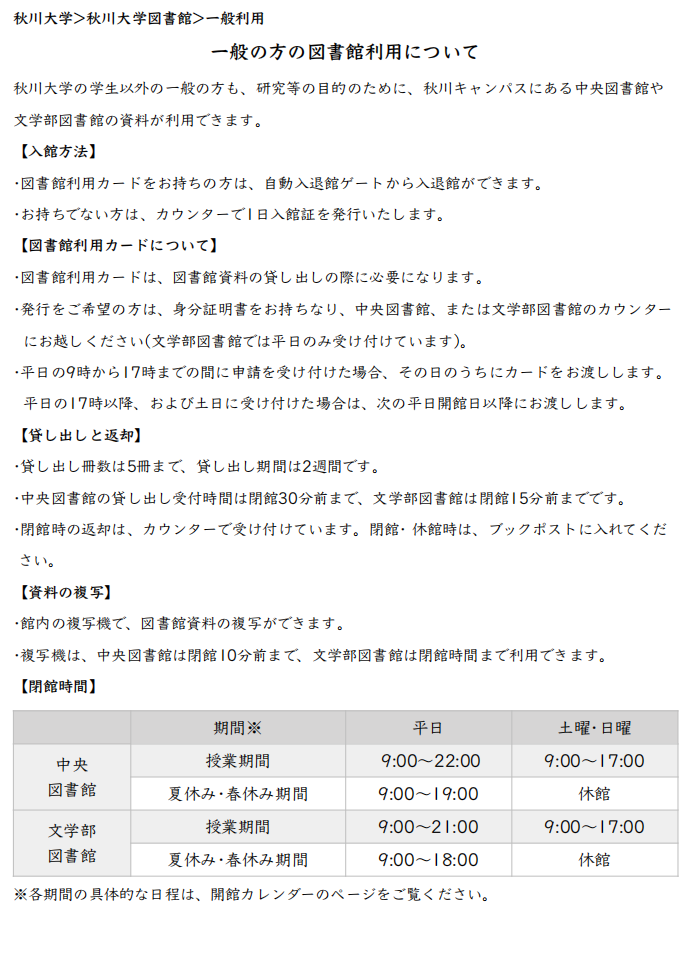 秋川大学>秋川大学図書館>一般利用
一般の方の図書館利用について
秋川大学の学生以外の一般の方も、研究等の目的のために、秋川キャンパスにある中央図書館や
文学部図書館の資料が利用できます。
【入館方法】
･図書館利用カードをお持ちの方は、自動入退館ゲートから入退館ができます。
･お持ちでない方は、カウンターで1日入館証を発行いたします。
【図書館利用カードについて】
･図書館利用カードは、図書館資料の貸し出しの際に必要になります。
･発行をご希望の方は、身分証明書をお持ちなり、中央図書館、または文学部図書館のカウンター
にお越しください(文学部図書館では平日のみ受け付けています)。
･平日の9時から17時までの間に申請を受け付けた場合、その日のうちにカードをお渡しします。
平日の17時以降、および土日に受け付けた場合は、次の平日開館日以降にお渡しします。
【貸し出しと返却】
･貸し出し冊数は5冊まで、貸し出し期間は2週間です。
･中央図書館の貸し出し受付時間は閉館30分前まで、文学部図書館は閉館15分前までです。
･閉館時の返却は、カウンターで受け付けています。閉館･休館時は、ブックポストに入れてくだ
さい。
【資料の複写】
･館内の複写機で、図書館資料の複写ができます。
･複写機は、中央図書館は閉館10分前まで、文学部図書館は閉館時間まで利用できます。
【閉館時間】
期間※ 平日 土曜･日曜
中央図書館 授業期間 9:00～22:00 9:00～17:00
夏休み･春休み期間 9:00～19:00 休館
文学部図書館 授業期間 9:00～21:00 9:00～17:00
夏休み･春休み期間 9:00～18:00 休館
※各期間の具体的な日程は、開館カレンダーのページをご覧ください。